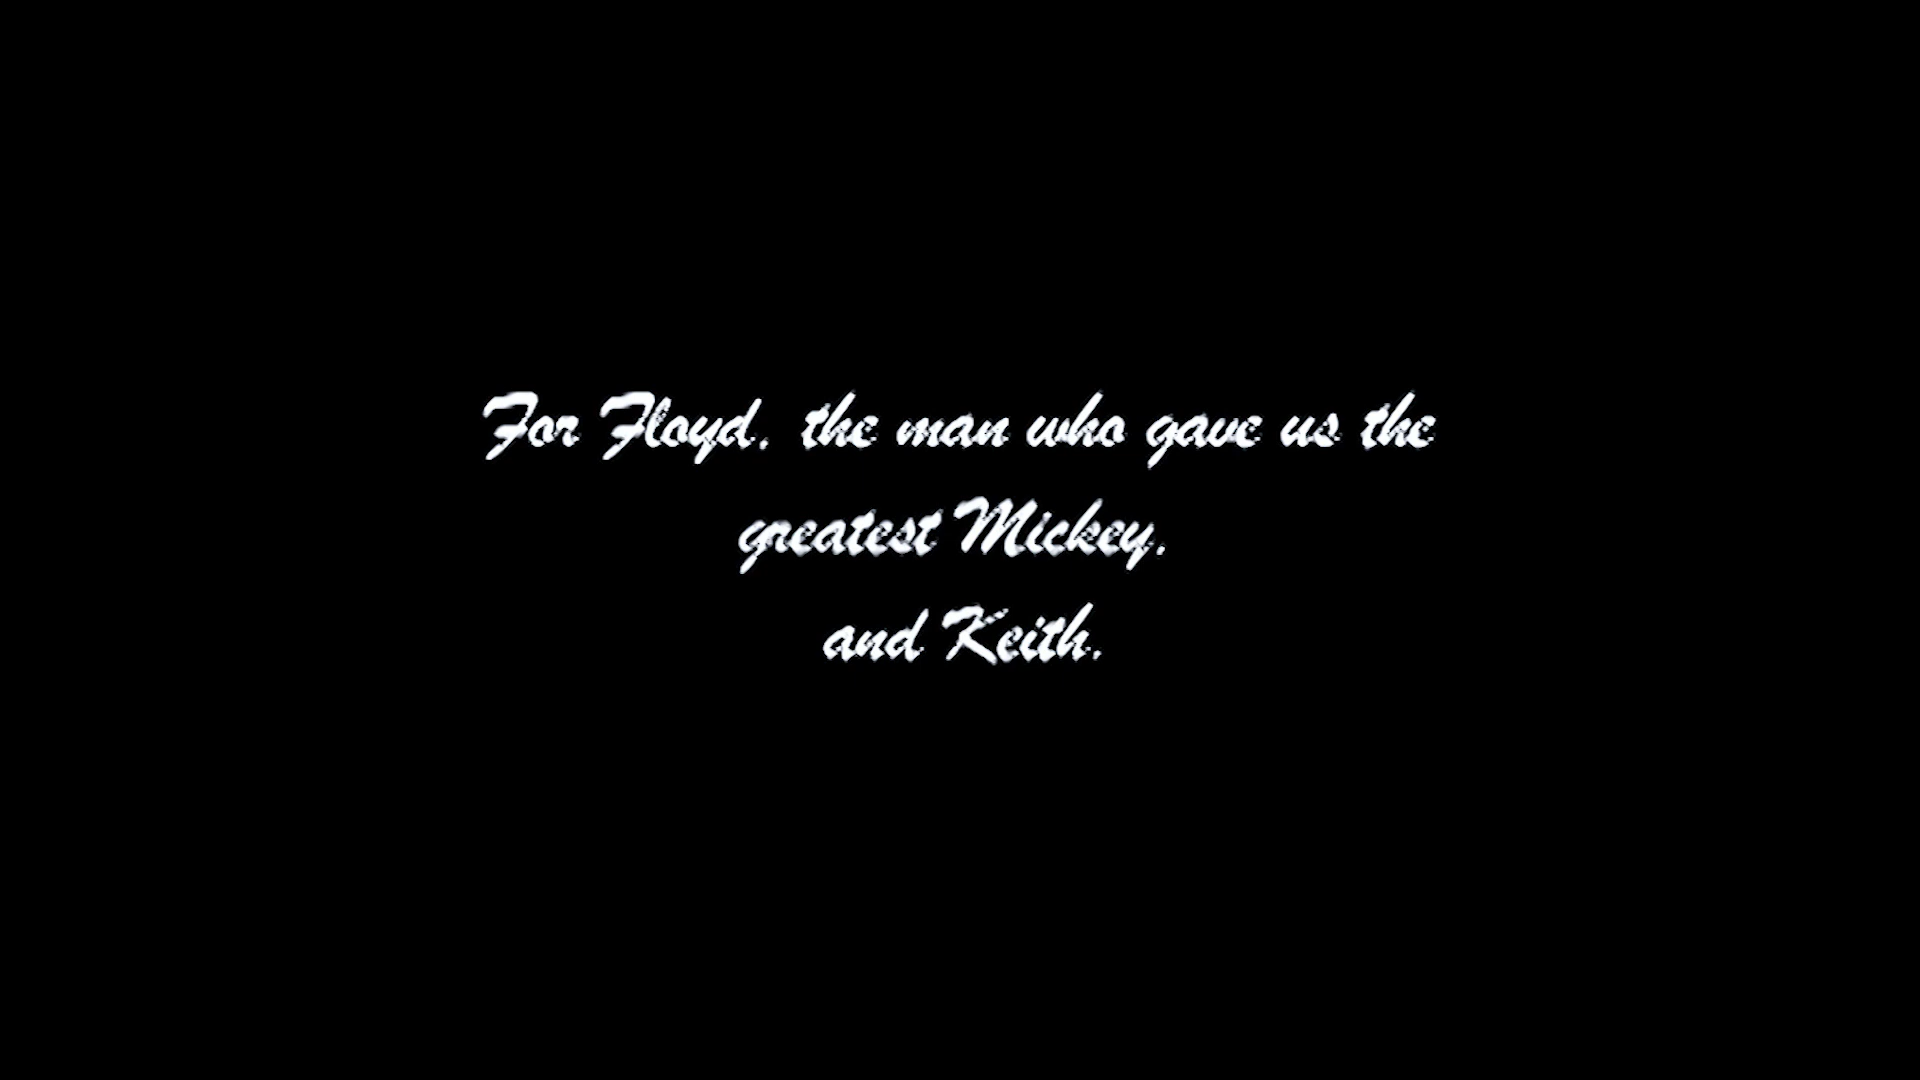 For Floyd, the man who gave us the
greatest Mickey,
and Keith.